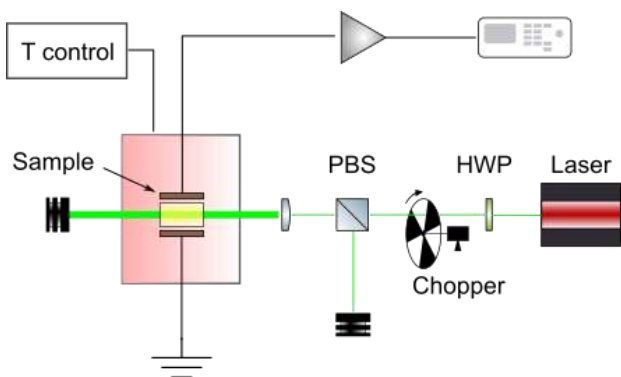 T control
Sample
PBS
HWP
Laser
Chopper